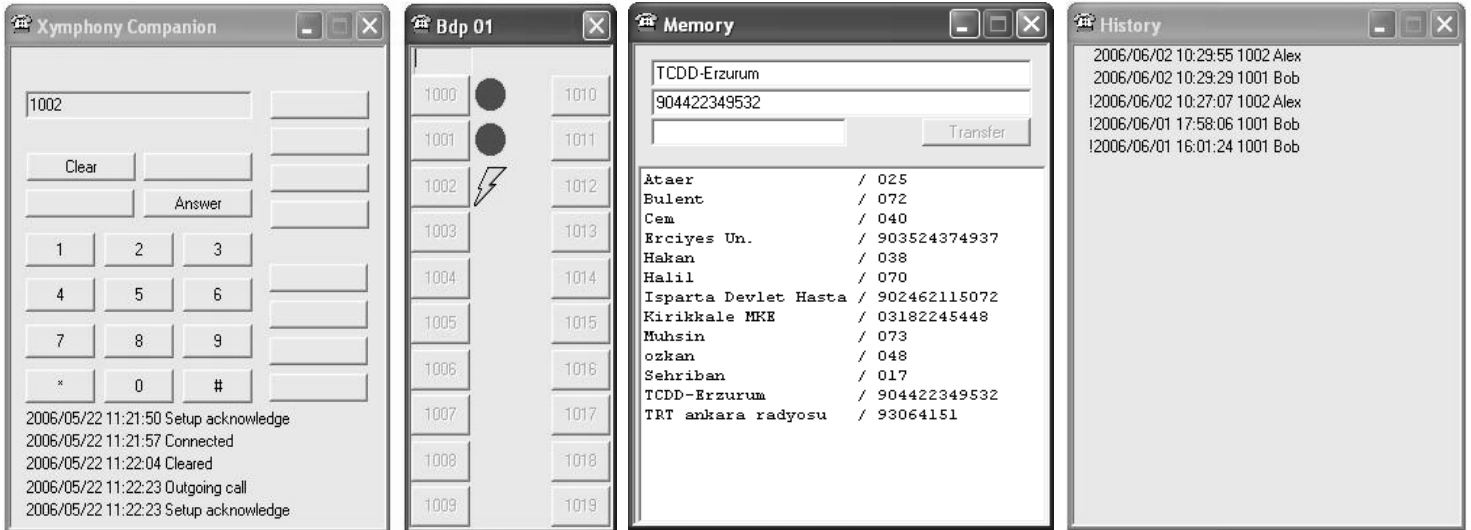 Xymphony Companion
1002
Clear
Answer
1 2 3
4 5 6
7 8 9
* 0 #
2006/05/22 11:21:50 Setup acknowledge
2006/05/22 11:21:57 Connected
2006/05/22 11:22:04 Cleared
2006/05/22 11:22:23 Outgoing call
2006/05/22 11:22:23 Setup acknowledge
Bdp 01
1000 1010
1001 1011
1002 1012
1003 1013
1004 1014
1005 1015
1006 1016
1007 1017
1008 1018
1009 1019
Memory
TCDD-Erzurum
904422349532
Transfer
Ataer / 025
Bulent / 072
Cem / 040
Erciyes Un. / 903524374937
Hakan / 038
Halil / 070
Isparta Devlet Hasta / 902462115072
Kirikkale MKE / 03182245448
Muhsin / 073
ozkan / 048
Sehriban / 017
TCDD-Erzurum / 904422349532
TRT ankara radyosu / 93064151
History
2006/06/02 10:29:55 1002 Alex
2006/06/02 10:29:29 1001 Bob
!2006/06/02 10:27:07 1002 Alex
!2006/06/01 17:58:06 1001 Bob
!2006/06/01 16:01:24 1001 Bob